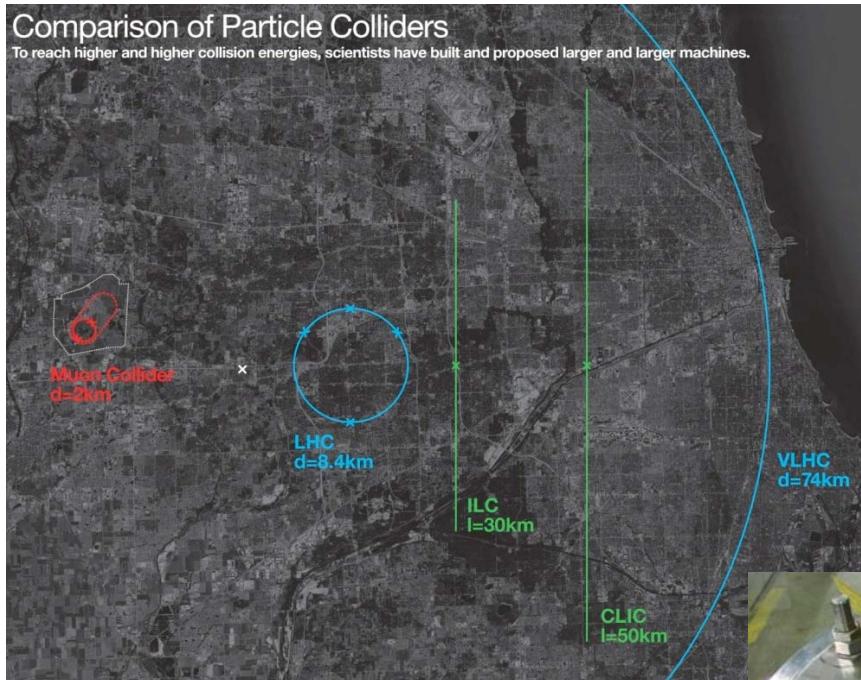 Comparison of Particle Colliders
To reach higher and higher collision energies, scientists have built and proposed larger and larger machines.
Muon Collider
d=2km
LHC
d=8.4km
ILC
l=30km
CLIC
l=50km
VLHC
d=74km